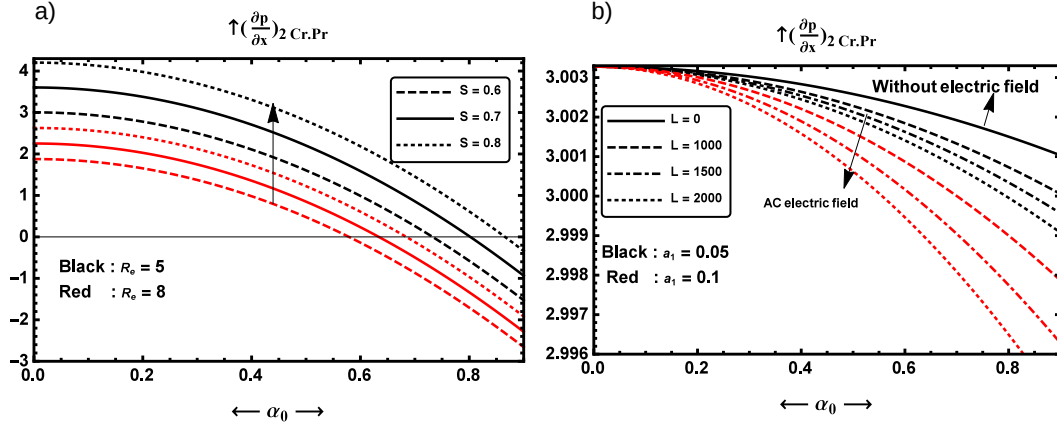 a)
↑(∂p/∂x)2 Cr.Pr
4
3
2
1
0
−1
−2
−3
S = 0.6
S = 0.7
S = 0.8
Black : Re = 5
Red : Re = 8
0.0 0.2 0.4 0.6 0.8
← α0 →
b)
↑(∂p/∂x)2 Cr.Pr
3.003
3.002
3.001
3.000
2.999
2.998
2.997
2.996
Without electric field
L = 0
L = 1000
L = 1500
L = 2000
AC electric field
Black : a1 = 0.05
Red : a1 = 0.1
0.0 0.2 0.4 0.6 0.8
← α0 →